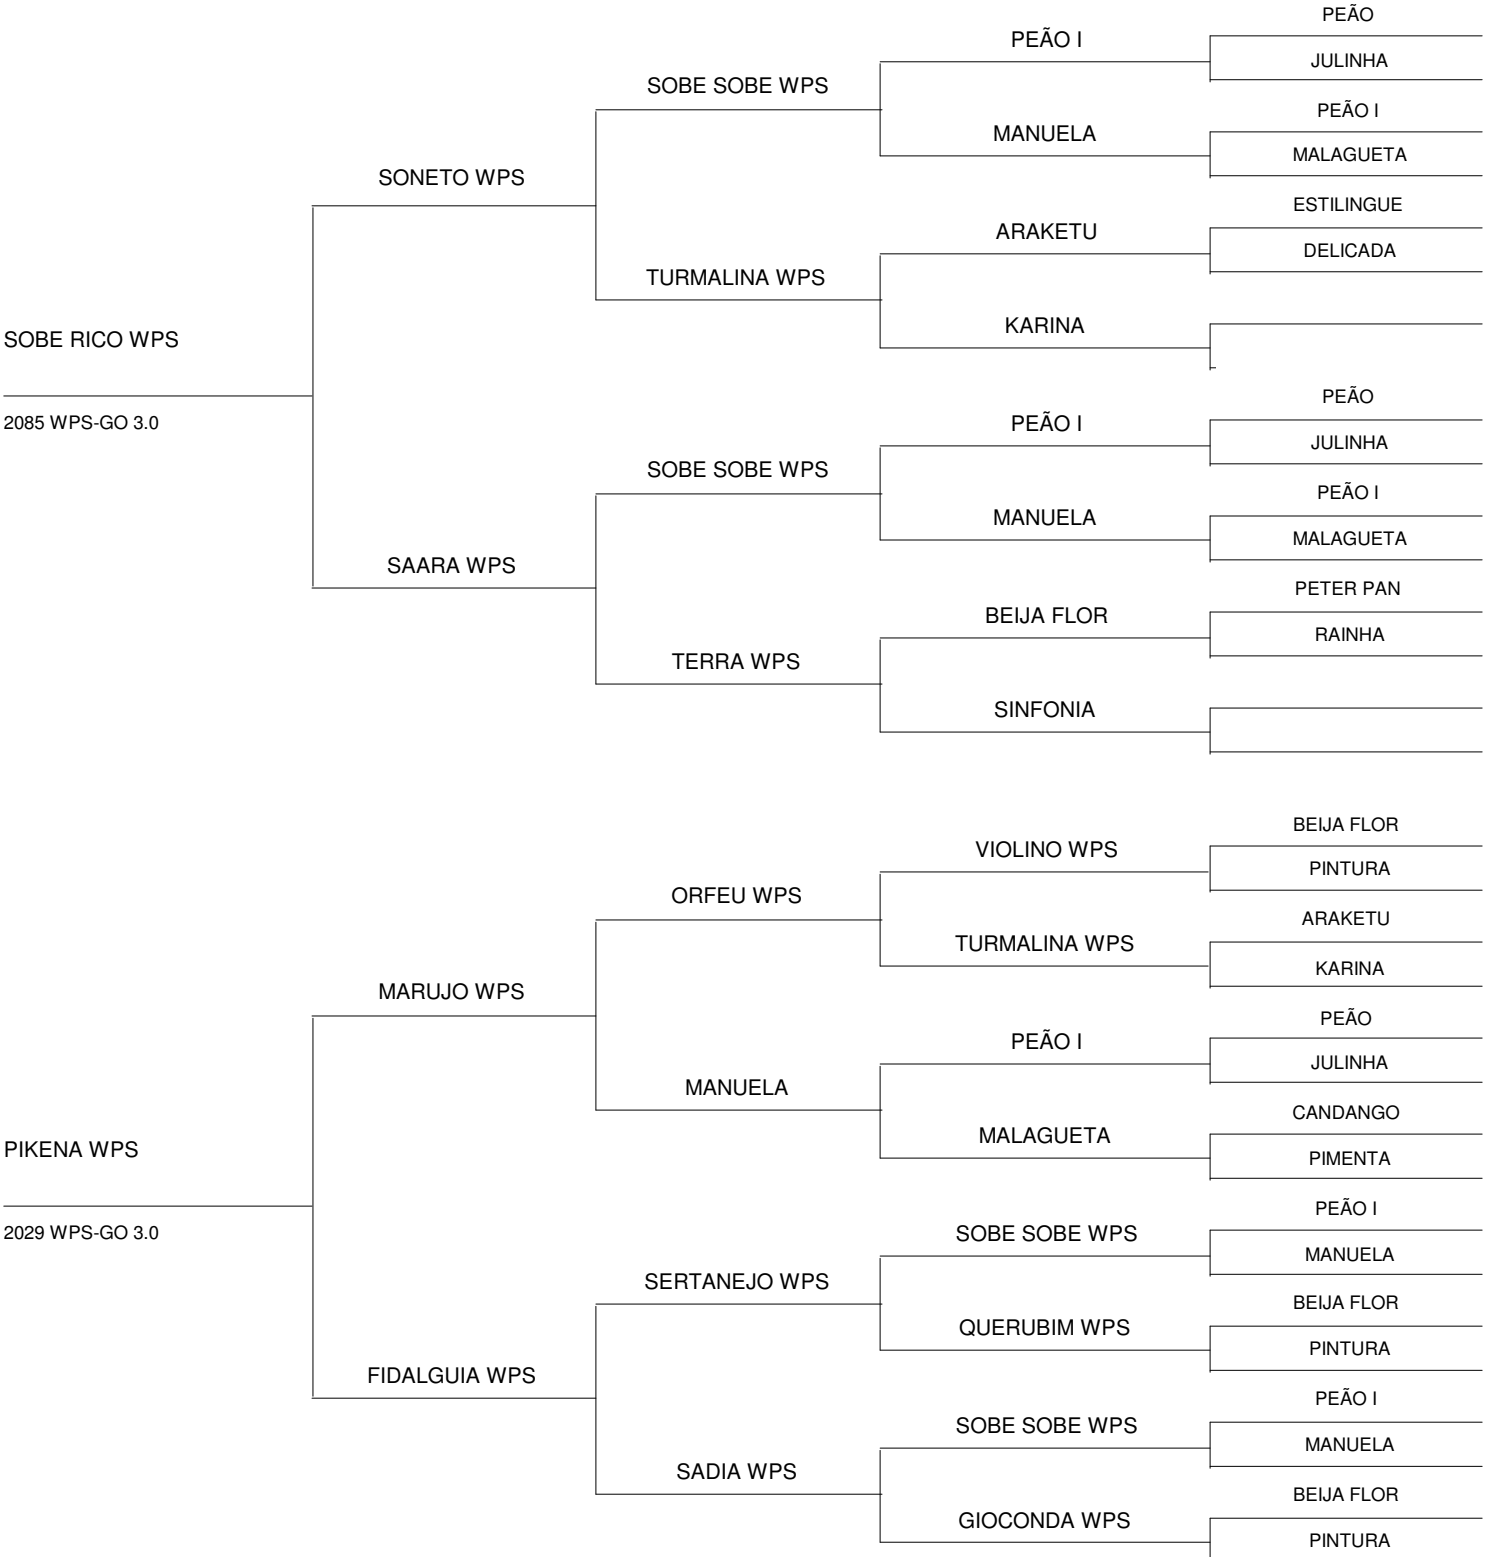 PEÃO
PEÃO I
JULINHA
SOBE SOBE WPS
PEÃO I
MANUELA
MALAGUETA
SONETO WPS
ESTILINGUE
ARAKETU
DELICADA
TURMALINA WPS
KARINA
SOBE RICO WPS
PEÃO
2085 WPS-GO 3.0
PEÃO I
JULINHA
SOBE SOBE WPS
PEÃO I
MANUELA
MALAGUETA
SAARA WPS
PETER PAN
BEIJA FLOR
RAINHA
TERRA WPS
SINFONIA
BEIJA FLOR
VIOLINO WPS
PINTURA
ORFEU WPS
ARAKETU
TURMALINA WPS
KARINA
MARUJO WPS
PEÃO
PEÃO I
JULINHA
MANUELA
CANDANGO
MALAGUETA
PIKENA WPS
PIMENTA
PEÃO I
2029 WPS-GO 3.0
SOBE SOBE WPS
MANUELA
SERTANEJO WPS
BEIJA FLOR
QUERUBIM WPS
PINTURA
FIDALGUIA WPS
PEÃO I
SOBE SOBE WPS
MANUELA
SADIA WPS
BEIJA FLOR
GIOCONDA WPS
PINTURA